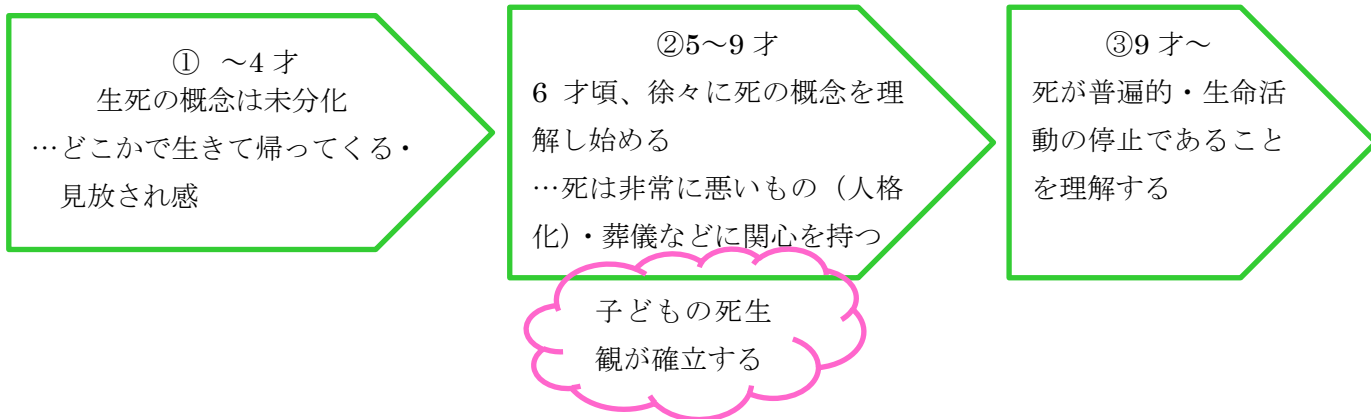 ① ～4 才
生死の概念は未分化
…どこかで生きて帰ってくる・
見放され感
②5～9 才
6 才頃、徐々に死の概念を理
解し始める
…死は非常に悪いもの（人格
化）・葬儀などに関心を持つ
子どもの死生
観が確立する
③9 才～
死が普遍的・生命活
動の停止であること
を理解する